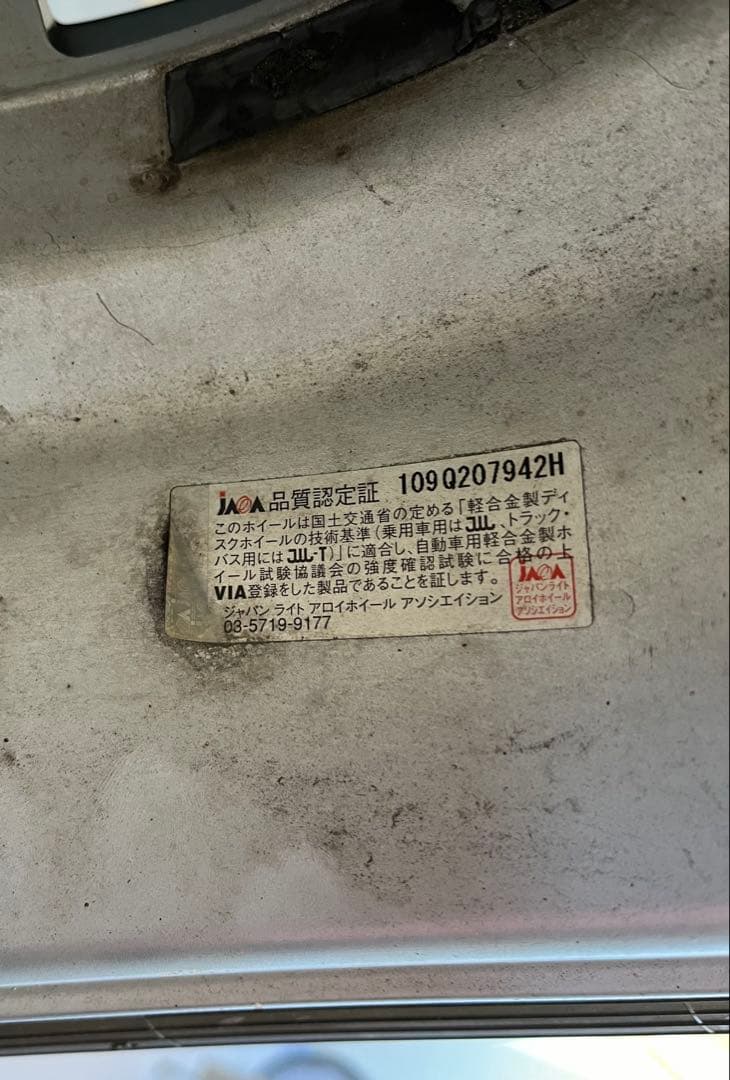 JAWA 品質認定証 109Q207942H
このホイールは国土交通省の定める「軽合金製ディ
スクホイールの技術基準(乗用車用はJWL、トラック・
バス用にはJWL-T)」に適合し、自動車用軽合金製ホ
イール試験協議会の強度確認試験に合格の上
VIA登録をした製品であることを証します。
ジャパン ライト アロイホイール アソシエイション
03-5719-9177
JAWA
ジャパンライト
アロイホイール
アソシエイション